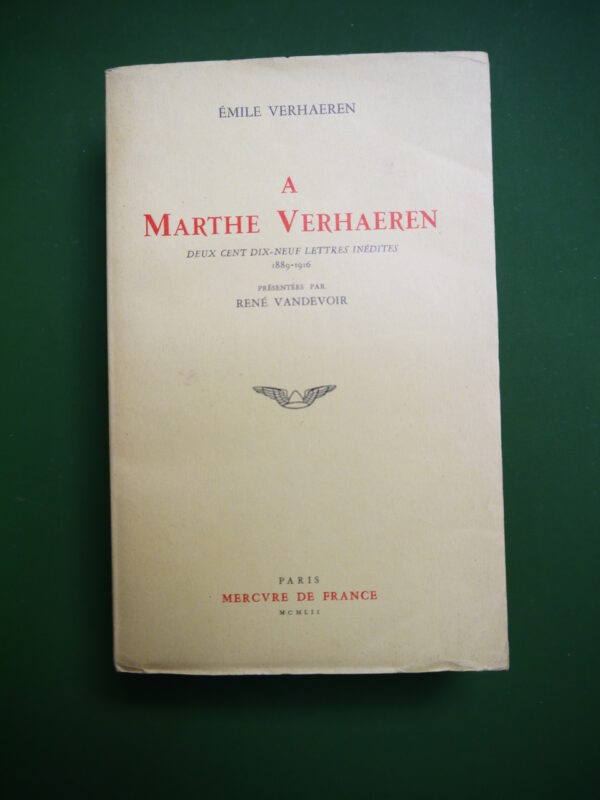 ÉMILE VERHAEREN
A
MARTHE VERHAEREN
DEUX CENT DIX-NEUF LETTRES INÉDITES
1889-1916
PRÉSENTÉES PAR
RENÉ VANDEVOIR
PARIS
MERCVRE DE FRANCE
MCMLII